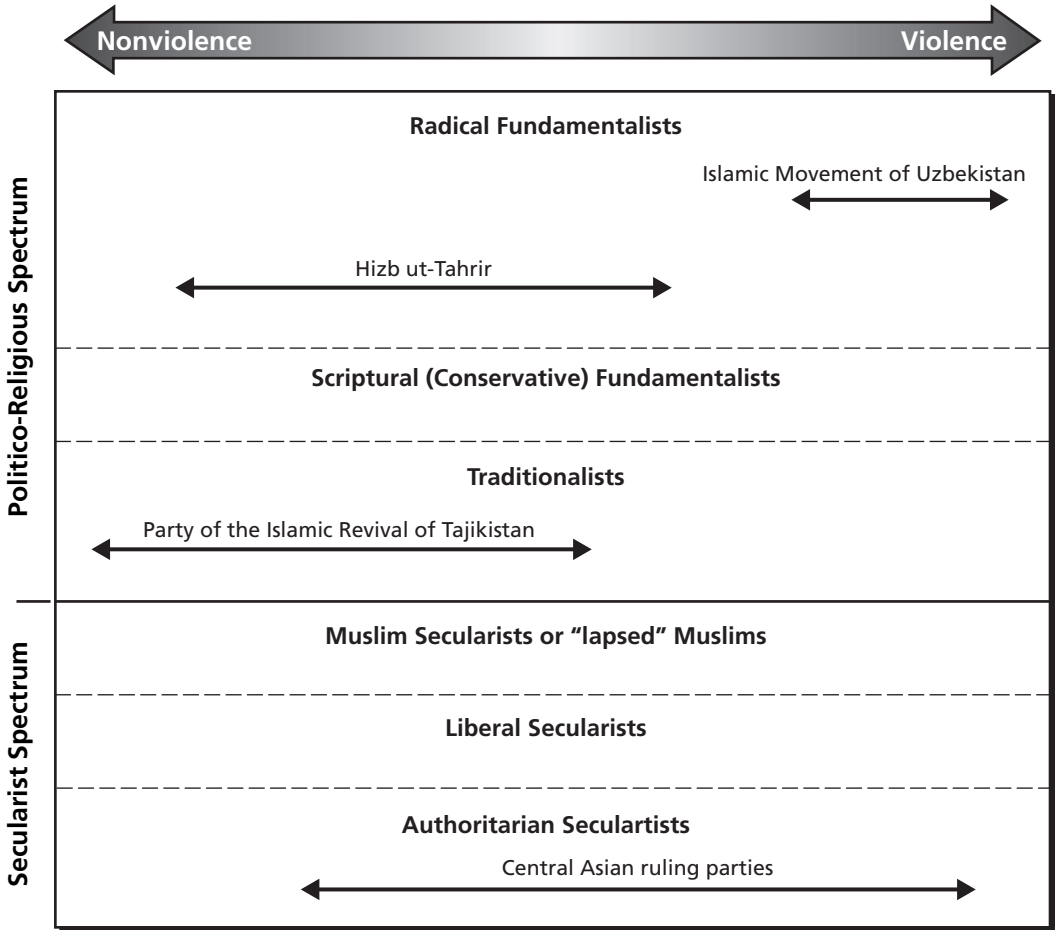 Nonviolence
Violence
Politico-Religious Spectrum
Radical Fundamentalists
Islamic Movement of Uzbekistan
Hizb ut-Tahrir
Scriptural (Conservative) Fundamentalists
Traditionalists
Party of the Islamic Revival of Tajikistan
Secularist Spectrum
Muslim Secularists or “lapsed” Muslims
Liberal Secularists
Authoritarian Seculartists
Central Asian ruling parties